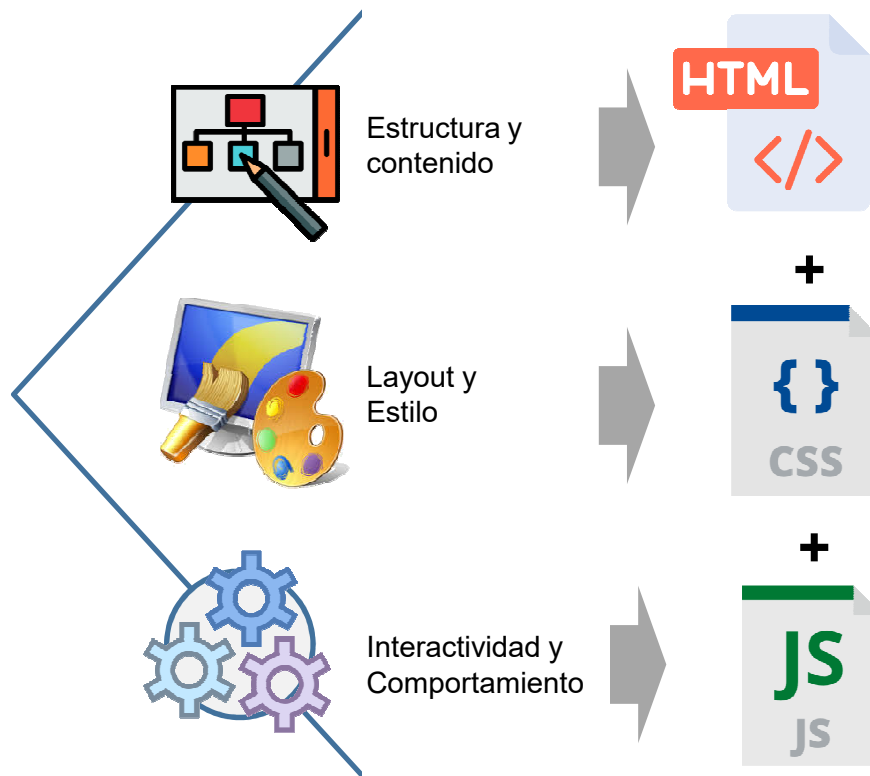 HTML
Estructura y
contenido
</>
+
{ }
Layout y
Estilo
CSS
+
JS
Interactividad y
Comportamiento
JS